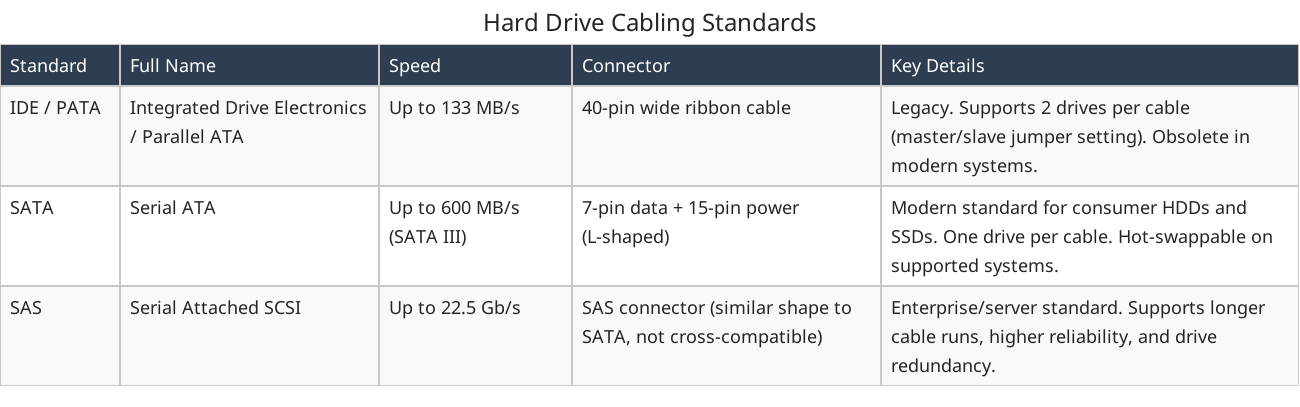 Hard Drive Cabling Standards
Standard Full Name Speed Connector Key Details
IDE / PATA
Integrated Drive Electronics
/ Parallel ATA
Up to 133 MB/s
40-pin wide ribbon cable
Legacy. Supports 2 drives per cable
(master/slave jumper setting). Obsolete in
modern systems.
SATA
Serial ATA
Up to 600 MB/s
(SATA III)
7-pin data + 15-pin power
(L-shaped)
Modern standard for consumer HDDs and
SSDs. One drive per cable. Hot-swappable on
supported systems.
SAS
Serial Attached SCSI
Up to 22.5 Gb/s
SAS connector (similar shape to
SATA, not cross-compatible)
Enterprise/server standard. Supports longer
cable runs, higher reliability, and drive
redundancy.